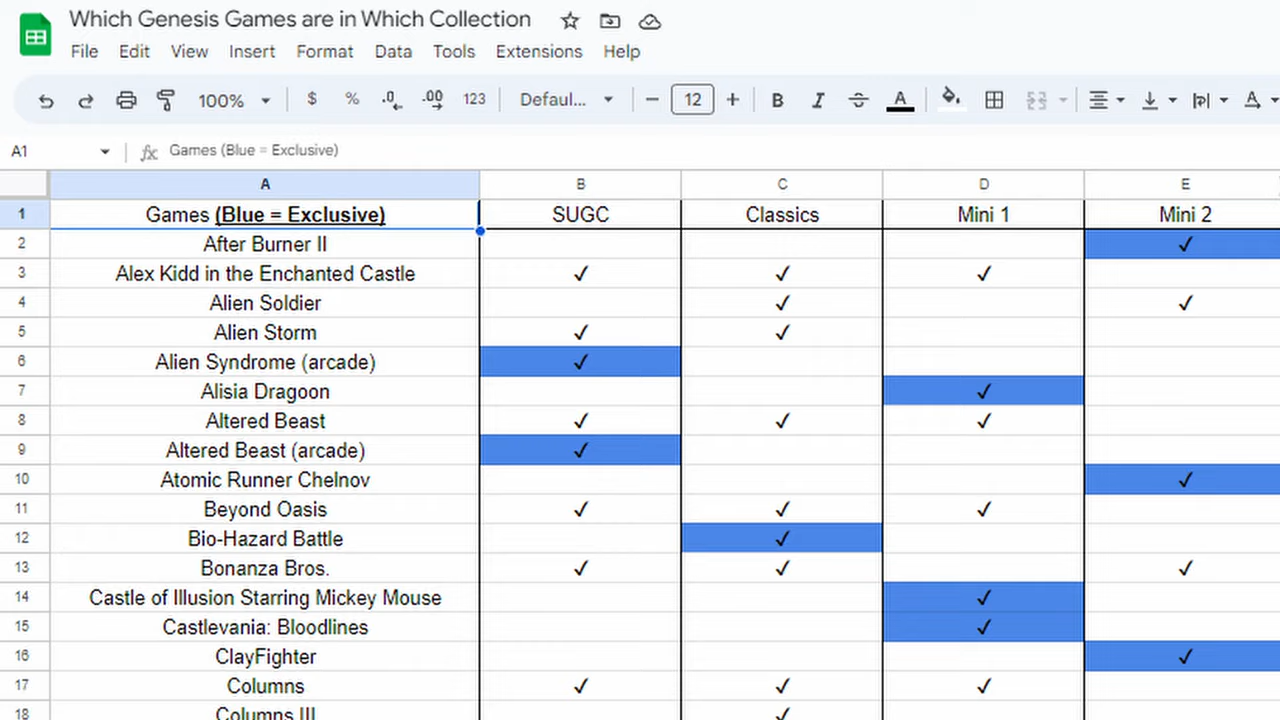 Which Genesis Games are in Which Collection
File Edit View Insert Format Data Tools Extensions Help
100% $ % .0 .00 123 Defaul... − 12 + B I S A A
A1 fx Games (Blue = Exclusive)
A B C D E
1 Games (Blue = Exclusive) SUGC Classics Mini 1 Mini 2
2 After Burner II ✓
3 Alex Kidd in the Enchanted Castle ✓ ✓ ✓
4 Alien Soldier ✓ ✓
5 Alien Storm ✓ ✓
6 Alien Syndrome (arcade) ✓
7 Alisia Dragoon ✓
8 Altered Beast ✓ ✓ ✓
9 Altered Beast (arcade) ✓
10 Atomic Runner Chelnov ✓
11 Beyond Oasis ✓ ✓ ✓
12 Bio-Hazard Battle ✓
13 Bonanza Bros. ✓ ✓ ✓
14 Castle of Illusion Starring Mickey Mouse ✓
15 Castlevania: Bloodlines ✓
16 ClayFighter ✓
17 Columns ✓ ✓ ✓
18 Columns III ✓